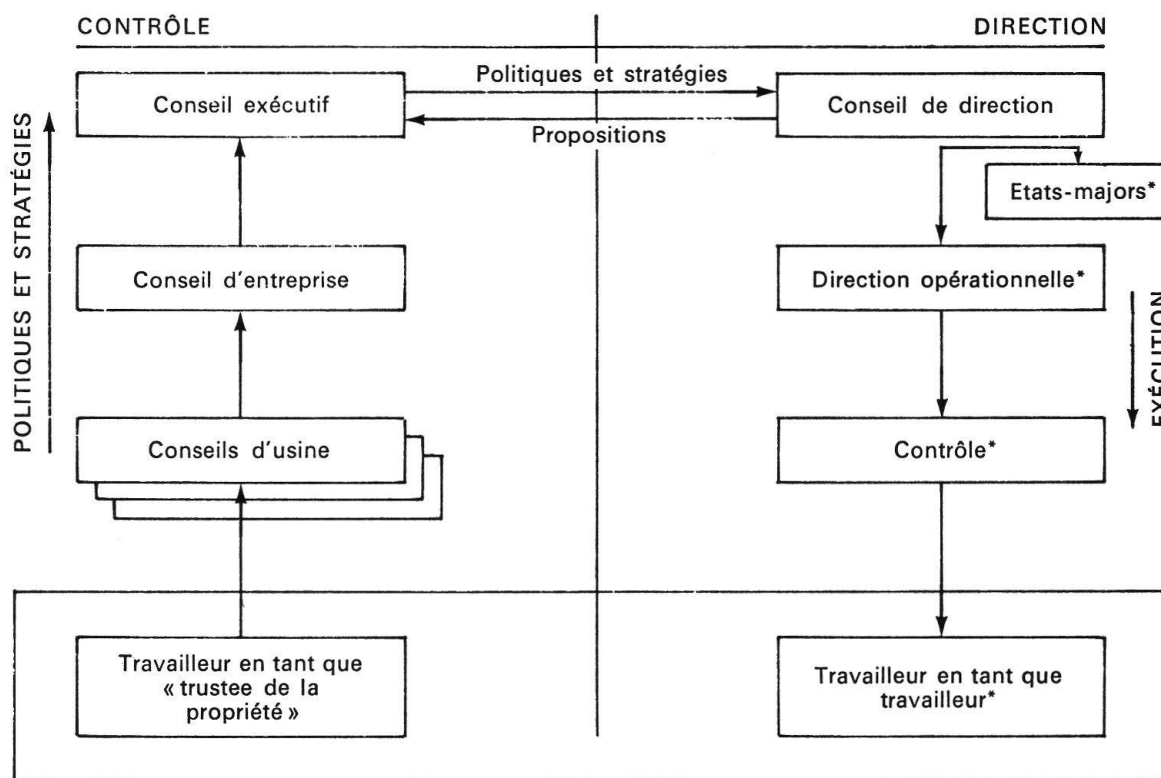 CONTRÔLE
DIRECTION
Conseil exécutif
Politiques et stratégies
Propositions
Conseil de direction
Etats-majors*
POLITIQUES ET STRATÉGIES
Conseil d'entreprise
Direction opérationnelle*
EXÉCUTION
Conseils d'usine
Contrôle*
Travailleur en tant que
« trustee de la
propriété »
Travailleur en tant que
travailleur*